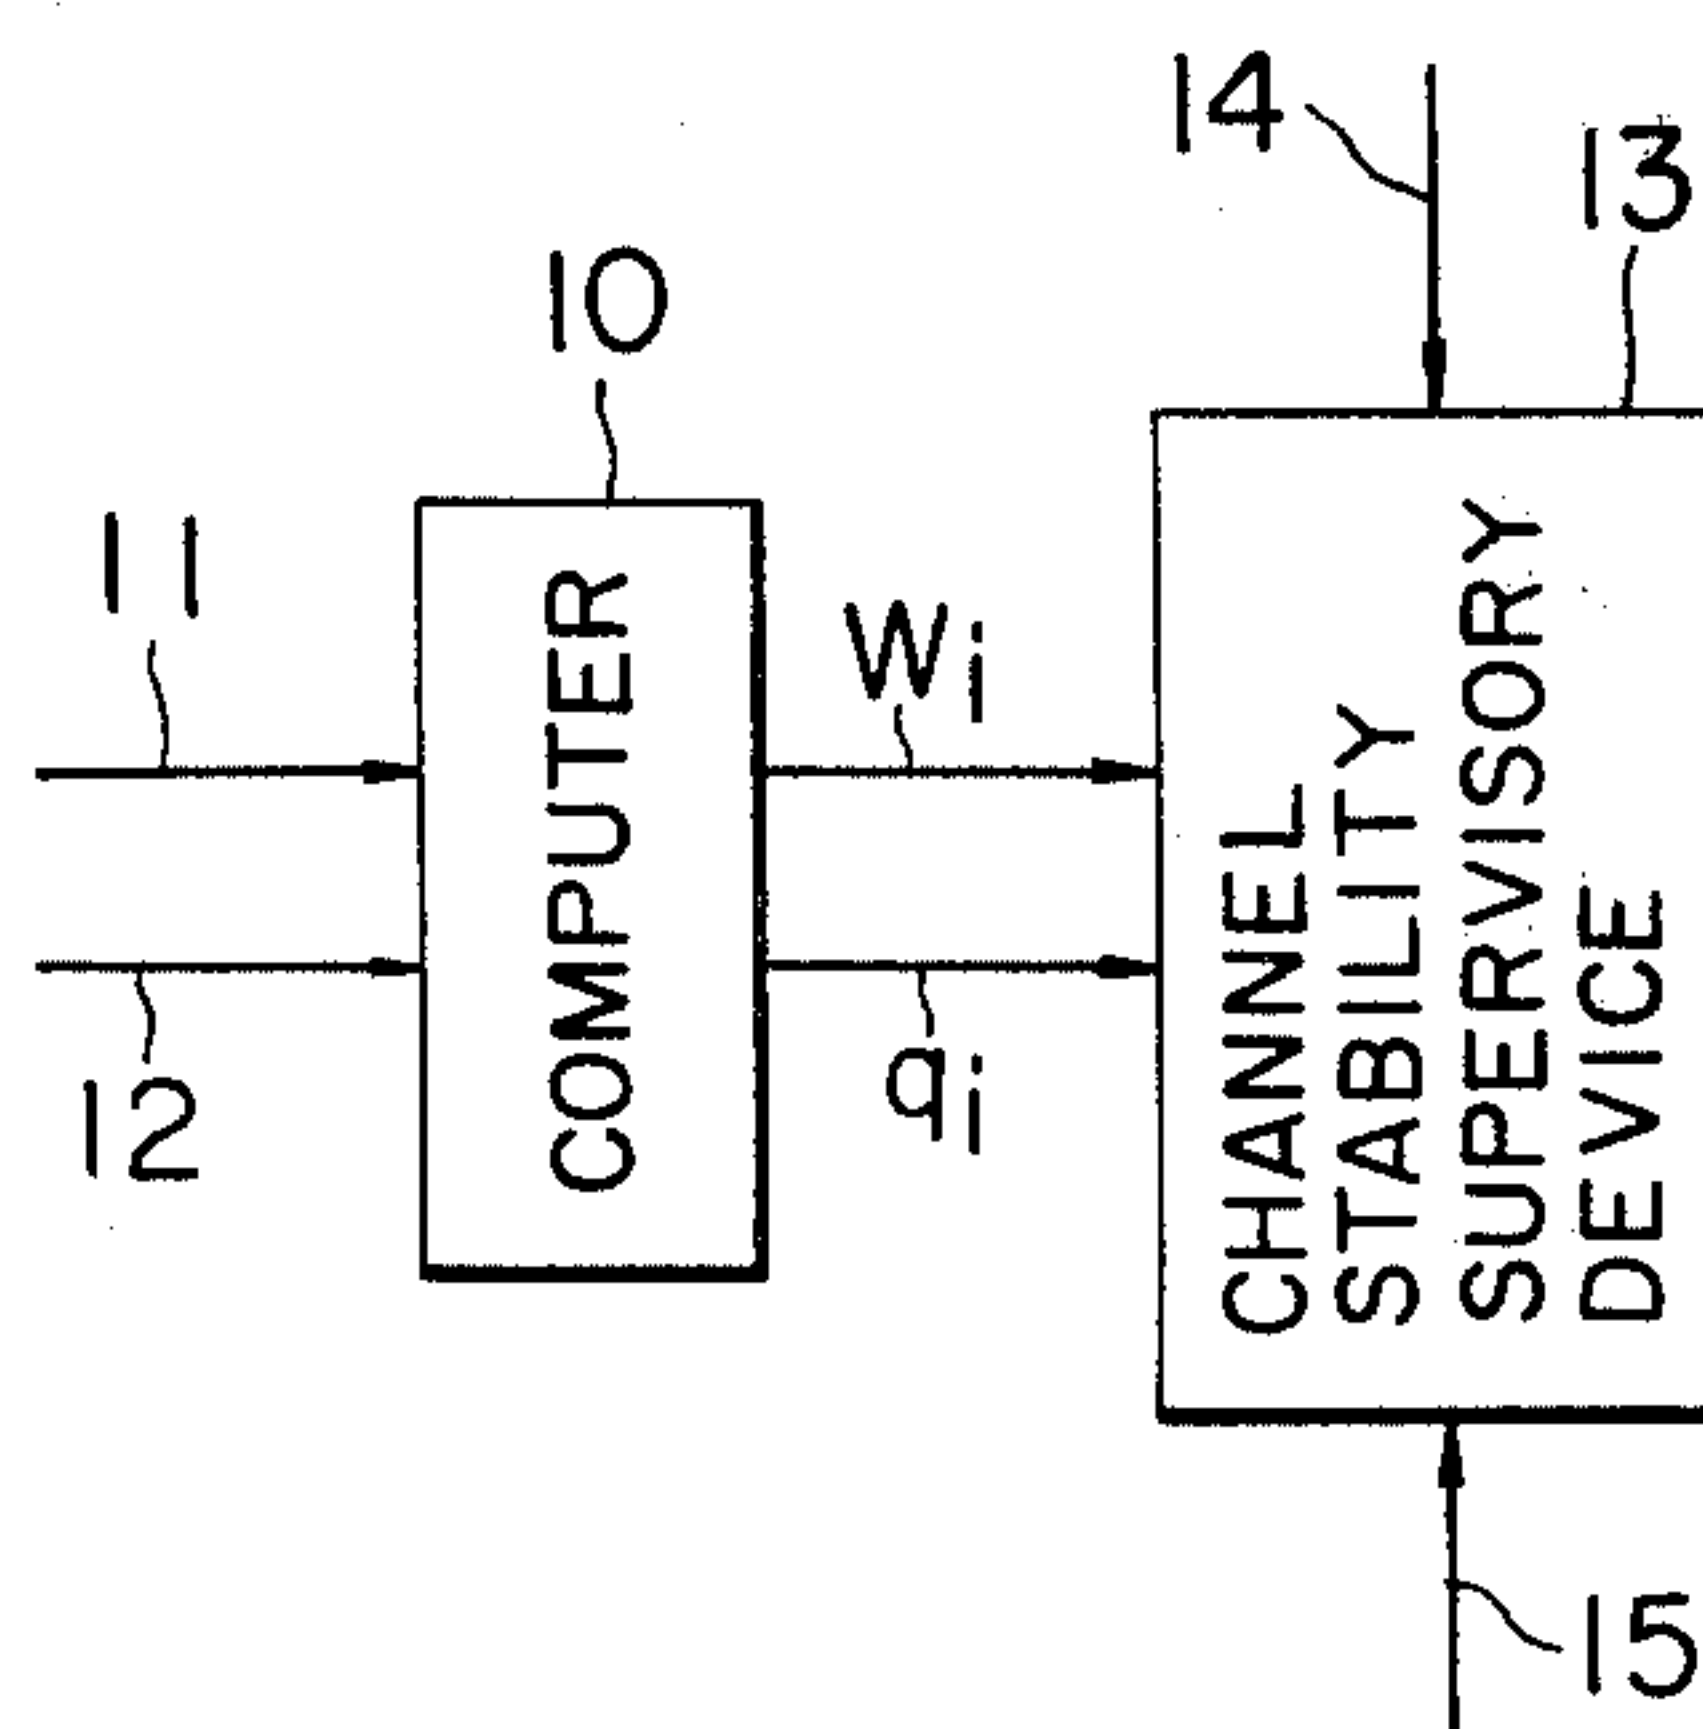 14
13
10
11
COMPUTER
Wi
12
qi
CHANNEL
STABILITY
SUPERVISORY
DEVICE
15